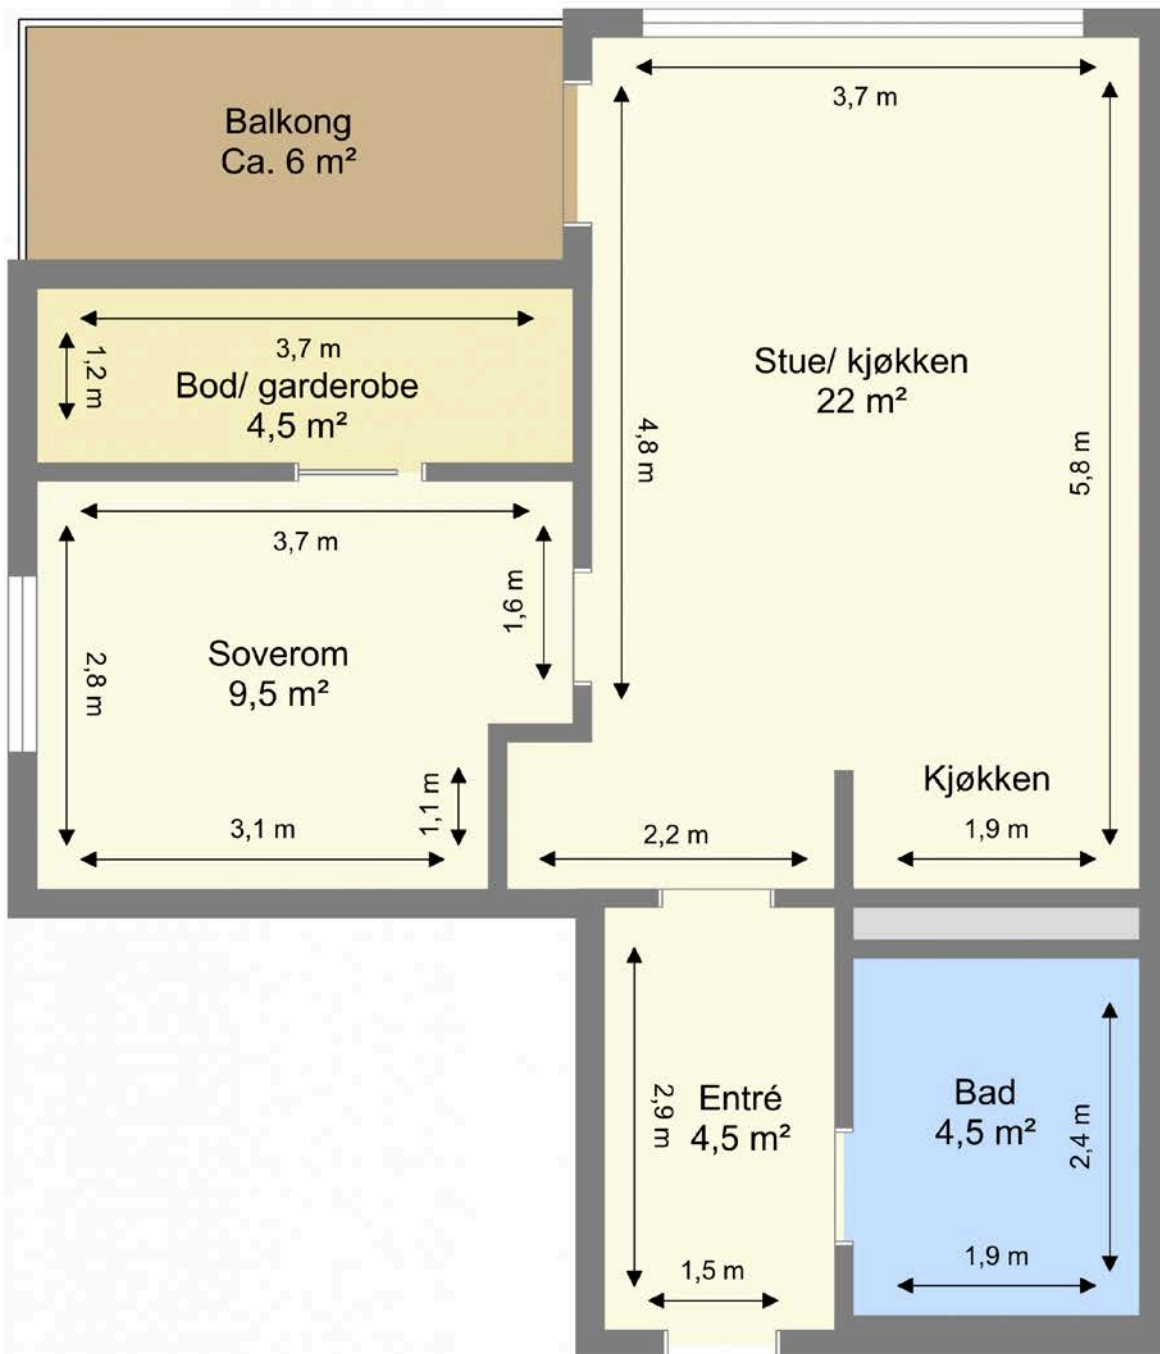 3,7 m
Balkong
Ca. 6 m²
3,7 m
1,2 m
Bod/ garderobe
4,5 m²
Stue/ kjøkken
22 m²
4,8 m
5,8 m
3,7 m
1,6 m
Soverom
9,5 m²
2,8 m
1,1 m
3,1 m
Kjøkken
2,2 m
1,9 m
2,9 m
Entré
4,5 m²
Bad
4,5 m²
2,4 m
1,5 m
1,9 m